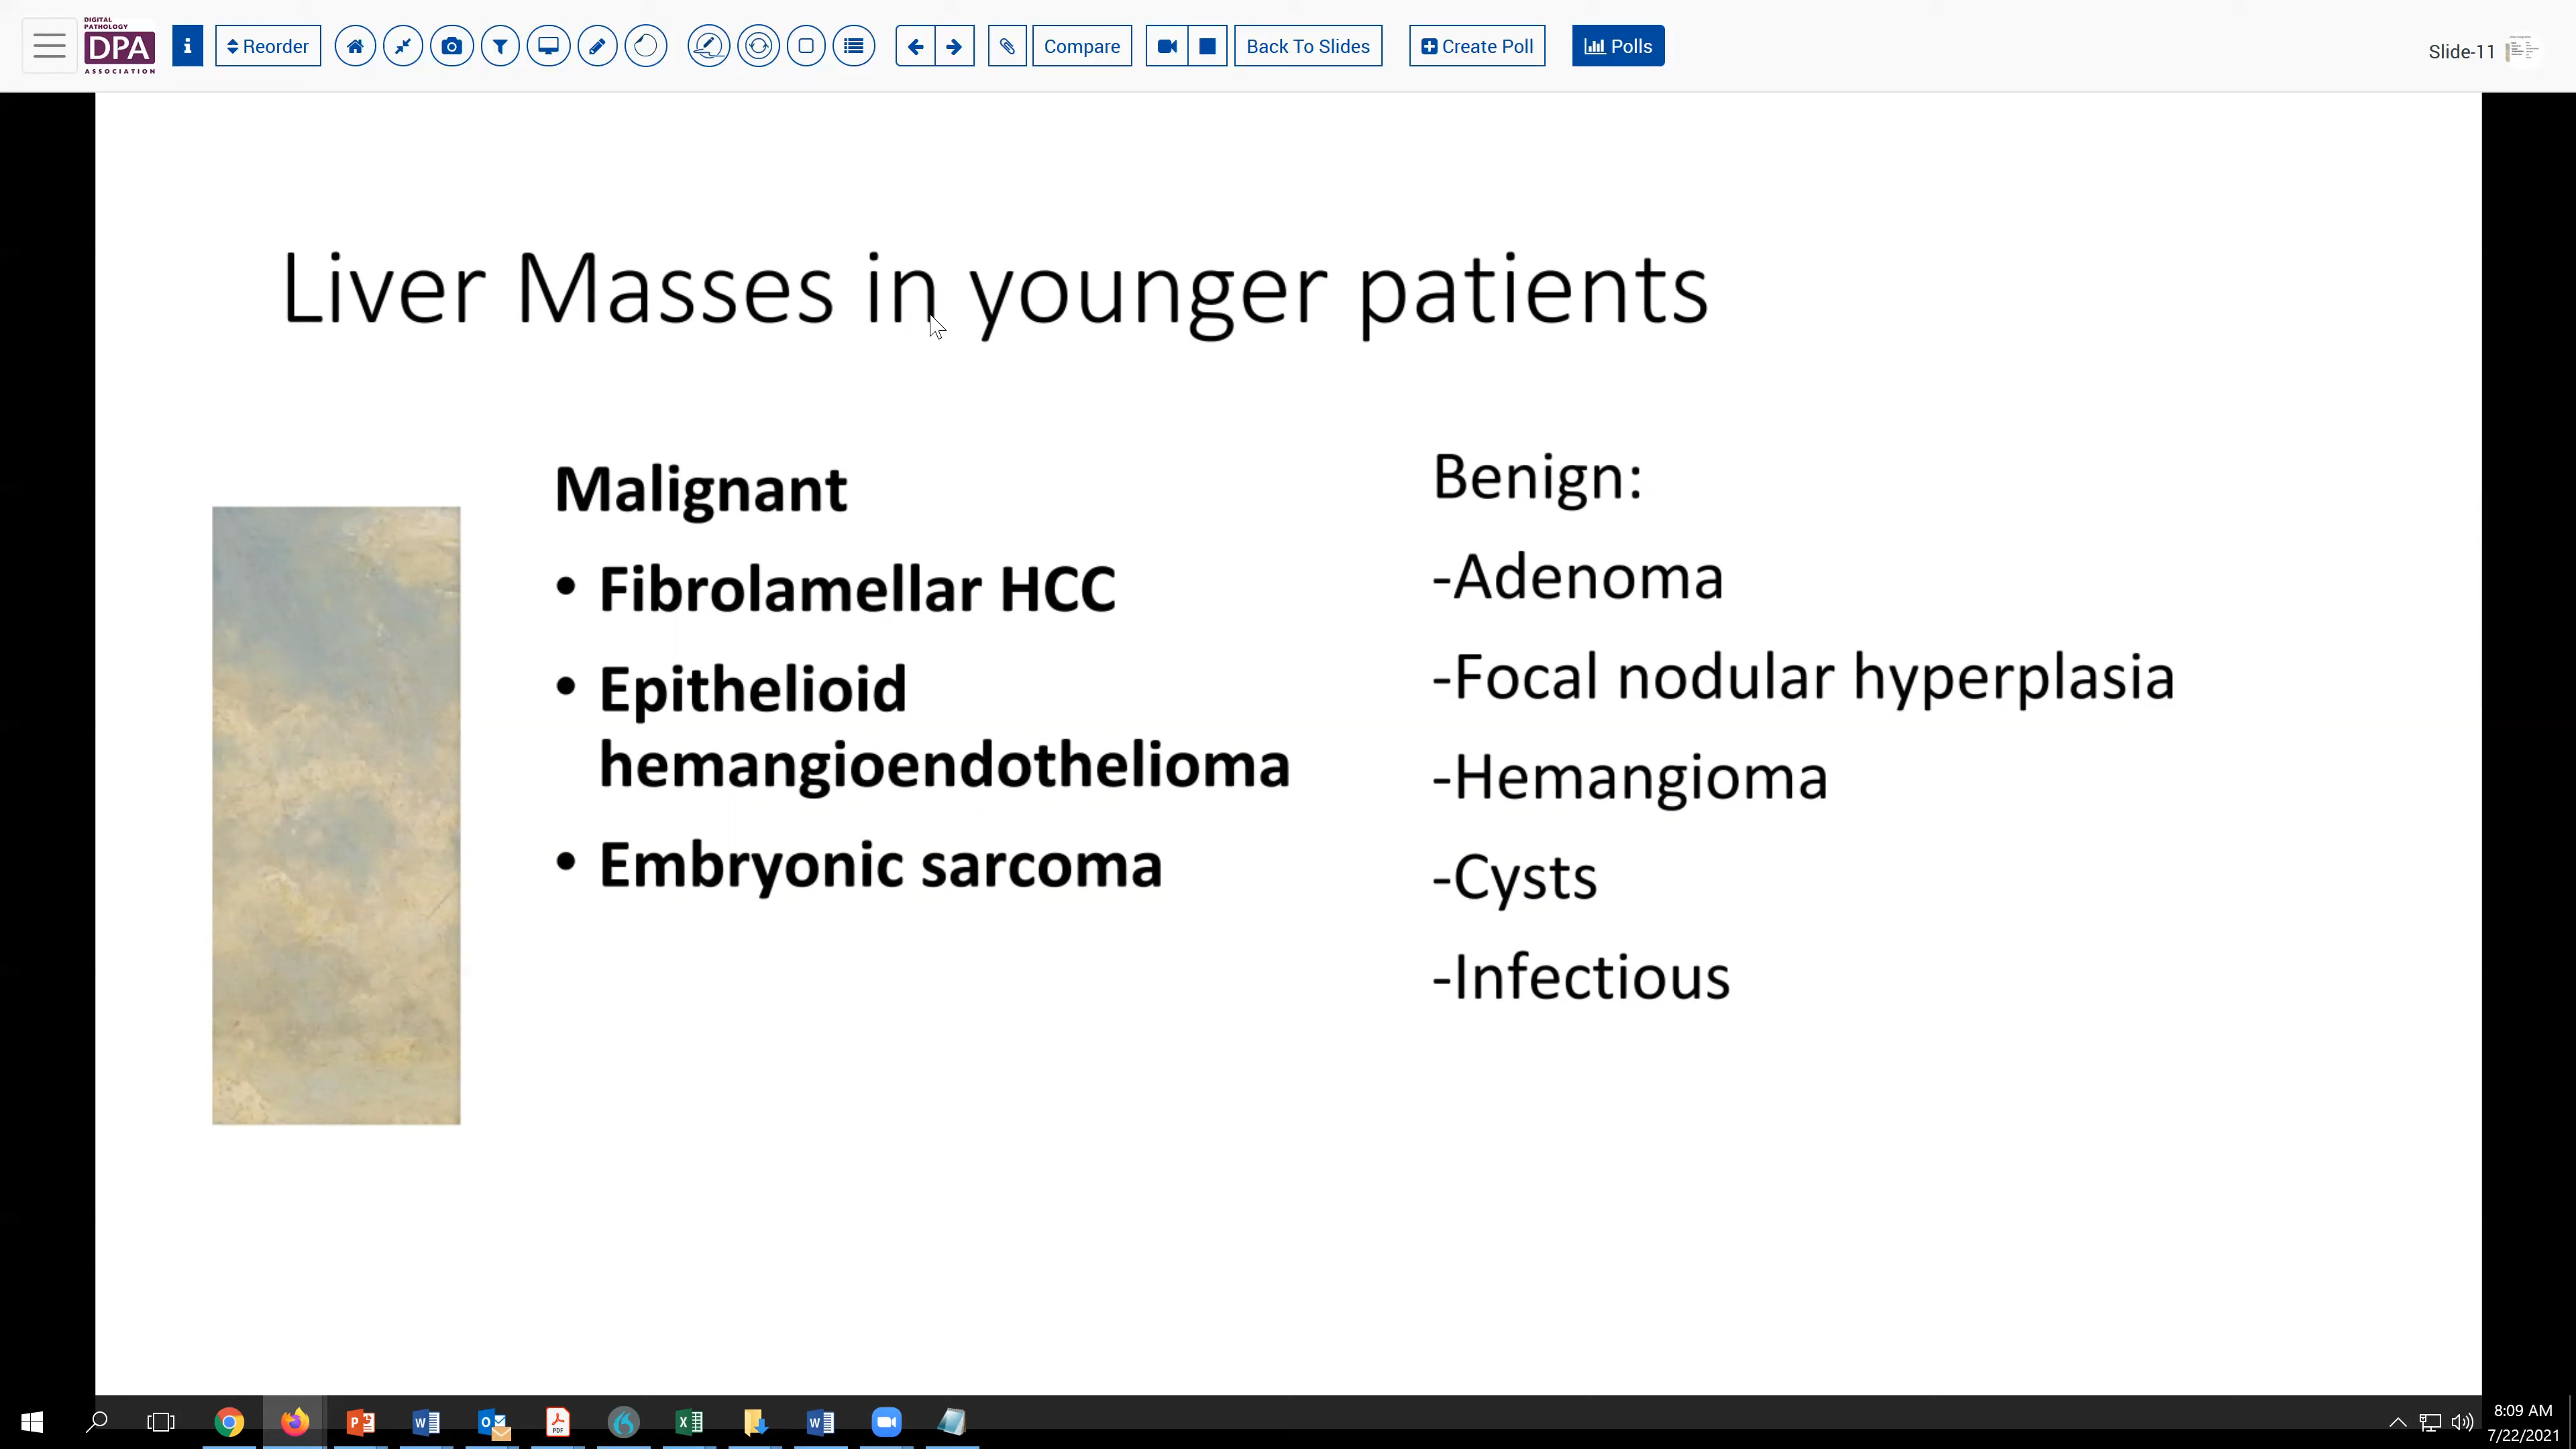 DIGITAL
PATHOLOGY
DPA
ASSOCIATION
i
Reorder
Compare
Back To Slides
Create Poll
Polls
Slide-11
Liver Masses in younger patients
Malignant
• Fibrolamellar HCC
• Epithelioid
hemangioendothelioma
• Embryonic sarcoma
Benign:
-Adenoma
-Focal nodular hyperplasia
-Hemangioma
-Cysts
-Infectious
8:09 AM
7/22/2021